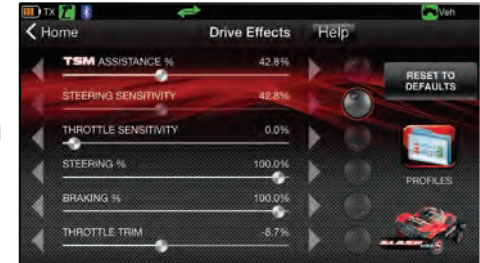 TX Veh
Home Drive Effects Help
TSM ASSISTANCE % 42.8%
STEERING SENSITIVITY 42.8%
THROTTLE SENSITIVITY 0.0%
STEERING % 100.0%
BRAKING % 100.0%
THROTTLE TRIM -8.7%
RESET TO
DEFAULTS
PROFILES
SLASH